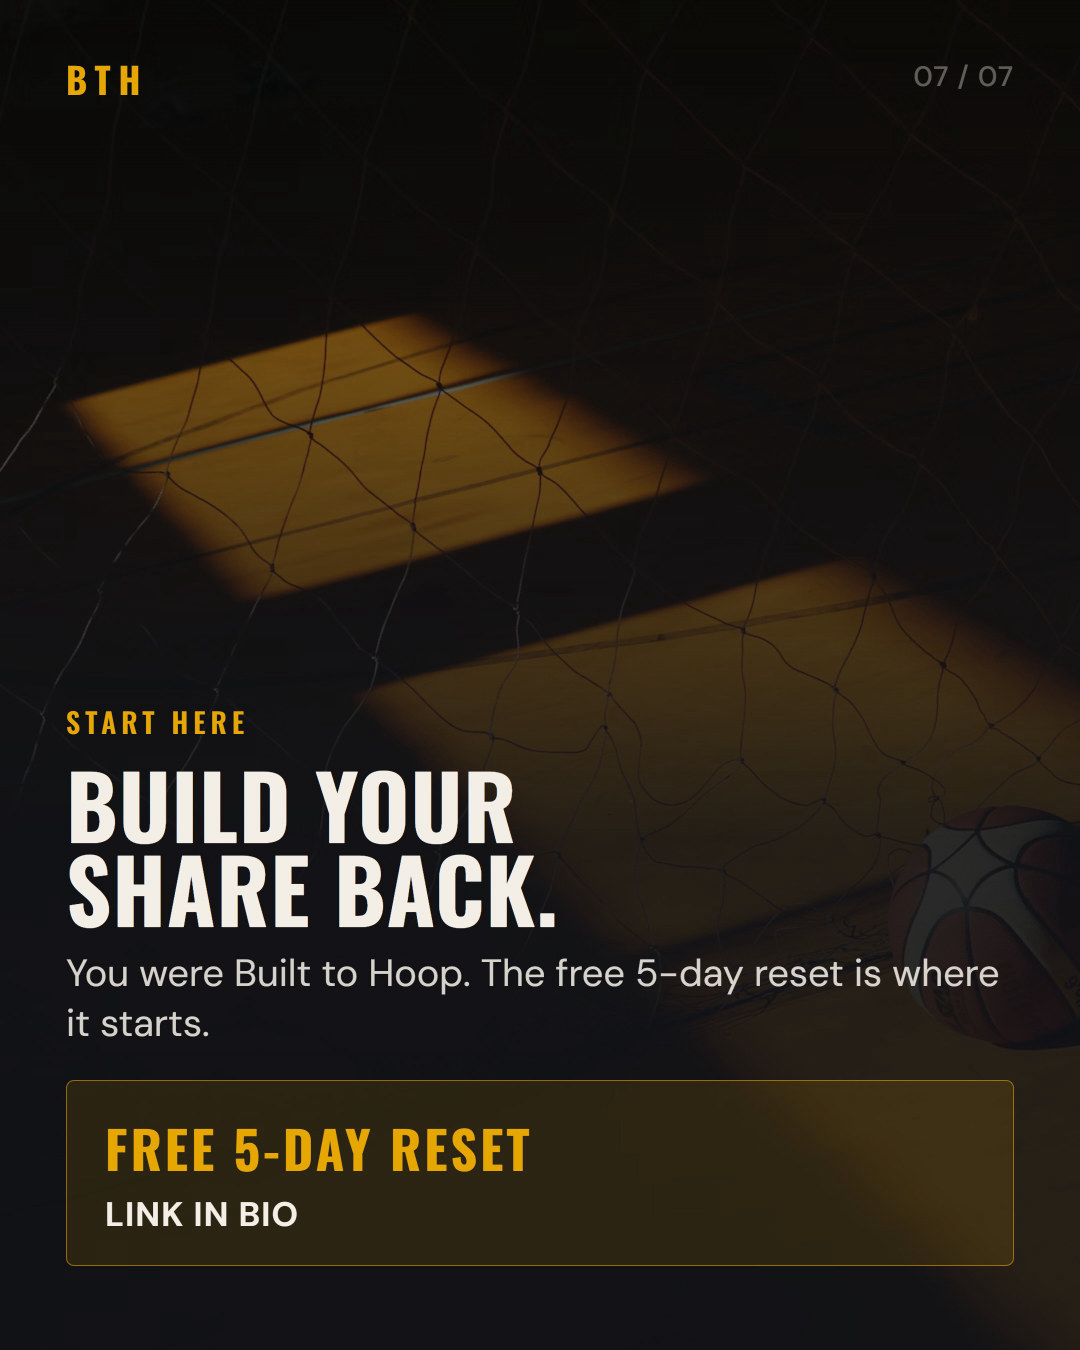 BTH
07 / 07
START HERE
BUILD YOUR
SHARE BACK.
You were Built to Hoop. The free 5-day reset is where
it starts.
FREE 5-DAY RESET
LINK IN BIO